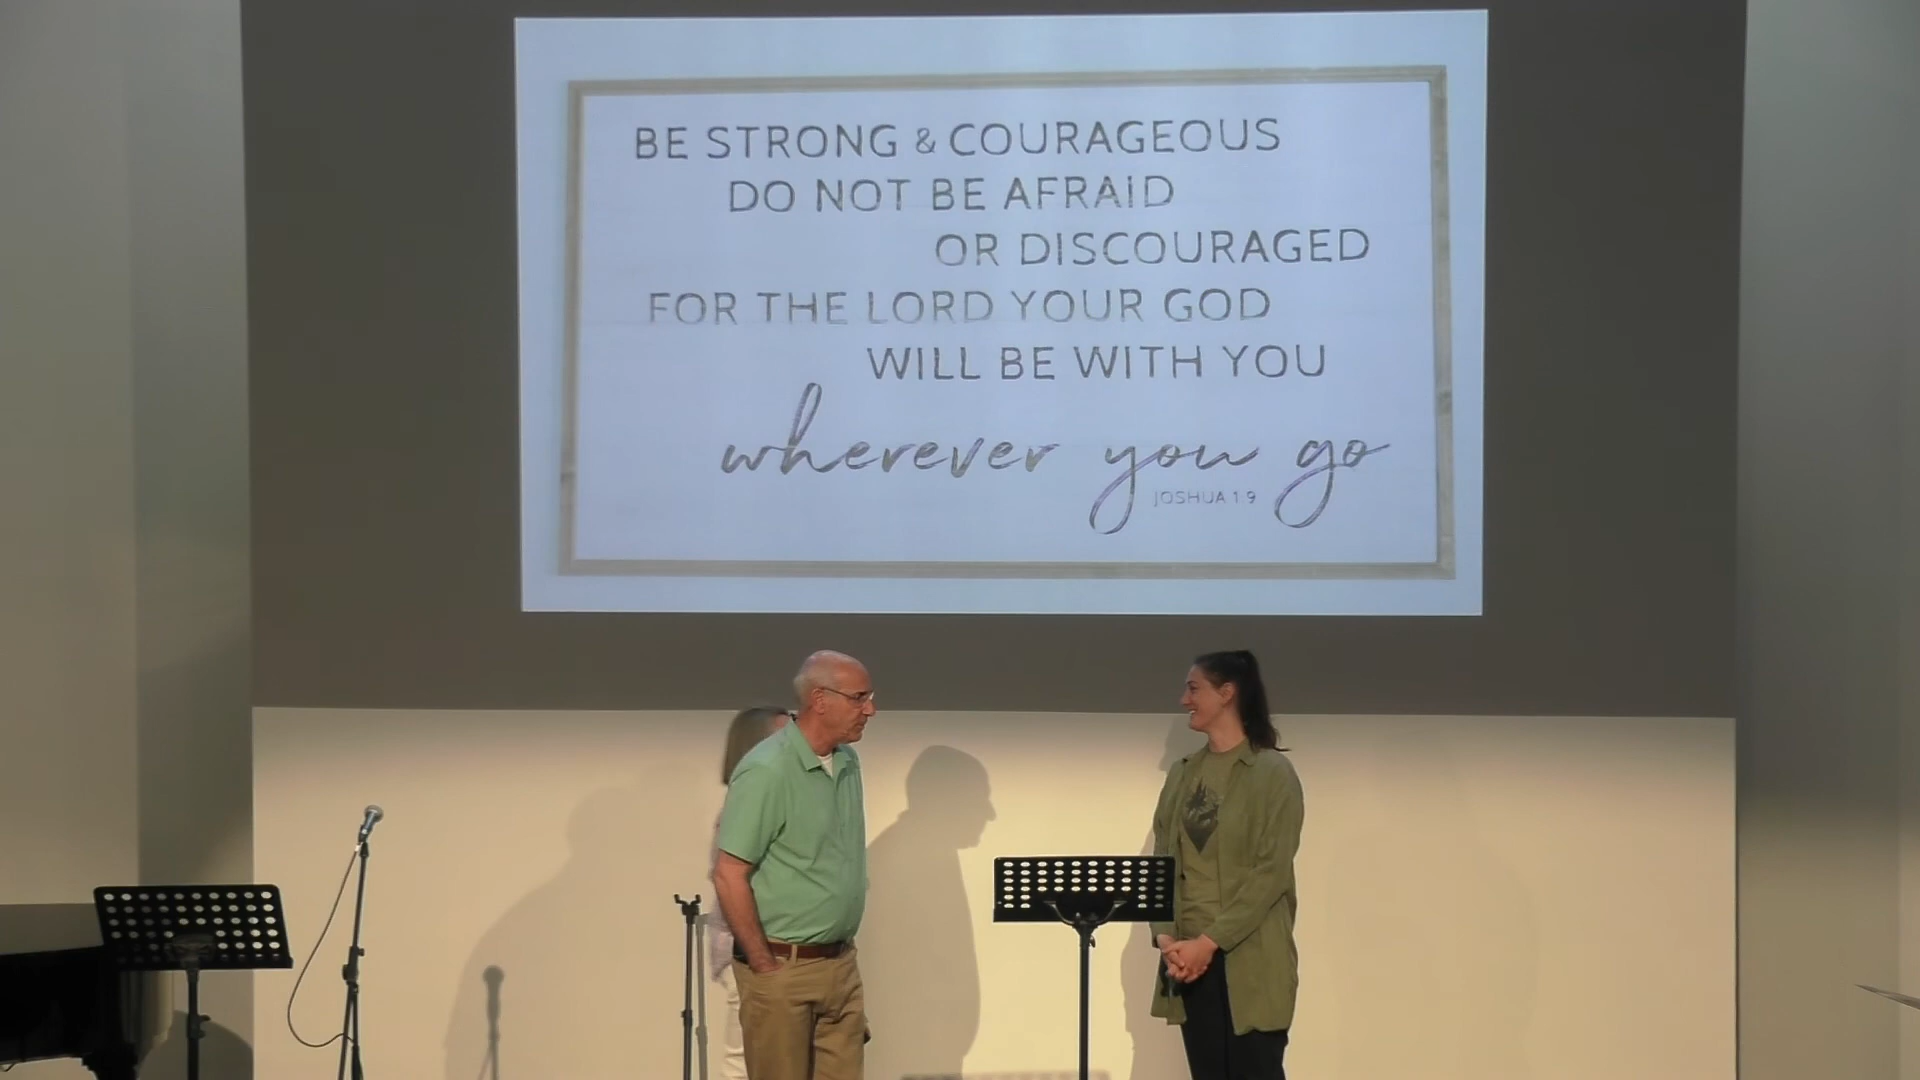 BE STRONG & COURAGEOUS
DO NOT BE AFRAID
OR DISCOURAGED
FOR THE LORD YOUR GOD
WILL BE WITH YOU
wherever you go
JOSHUA 1 9